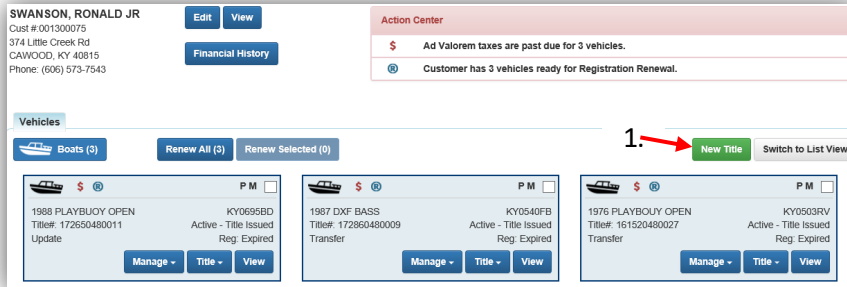 SWANSON, RONALD JR
Edit
View
Cust #:001300075
374 Little Creek Rd
CAWOOD, KY 40815
Phone: (606) 573-7543
Financial History
Action Center
$ Ad Valorem taxes are past due for 3 vehicles.
® Customer has 3 vehicles ready for Registration Renewal.
Vehicles
Boats (3)
Renew All (3)
Renew Selected (0)
1.
New Title
Switch to List View
$ ® P M
1988 PLAYBUOY OPEN KY0695BD
Title#: 172650480011 Active - Title Issued
Update Reg: Expired
Manage Title View
$ ® P M
1987 DXF BASS KY0540FB
Title#: 172860480009 Active - Title Issued
Transfer Reg: Expired
Manage Title View
$ ® P M
1976 PLAYBOUY OPEN KY0503RV
Title#: 161520480027 Active - Title Issued
Transfer Reg: Expired
Manage Title View